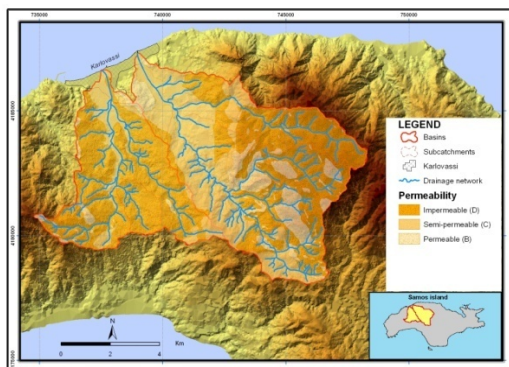 735000 740000 745000 750000
Karlovassi
4185000
4180000
4175000
LEGEND
Basins
Subcatchments
Karlovassi
Drainage network
Permeability
Impermeable (D)
Semi-permeable (C)
Permeable (B)
N
0 2 4
Km
Samos island